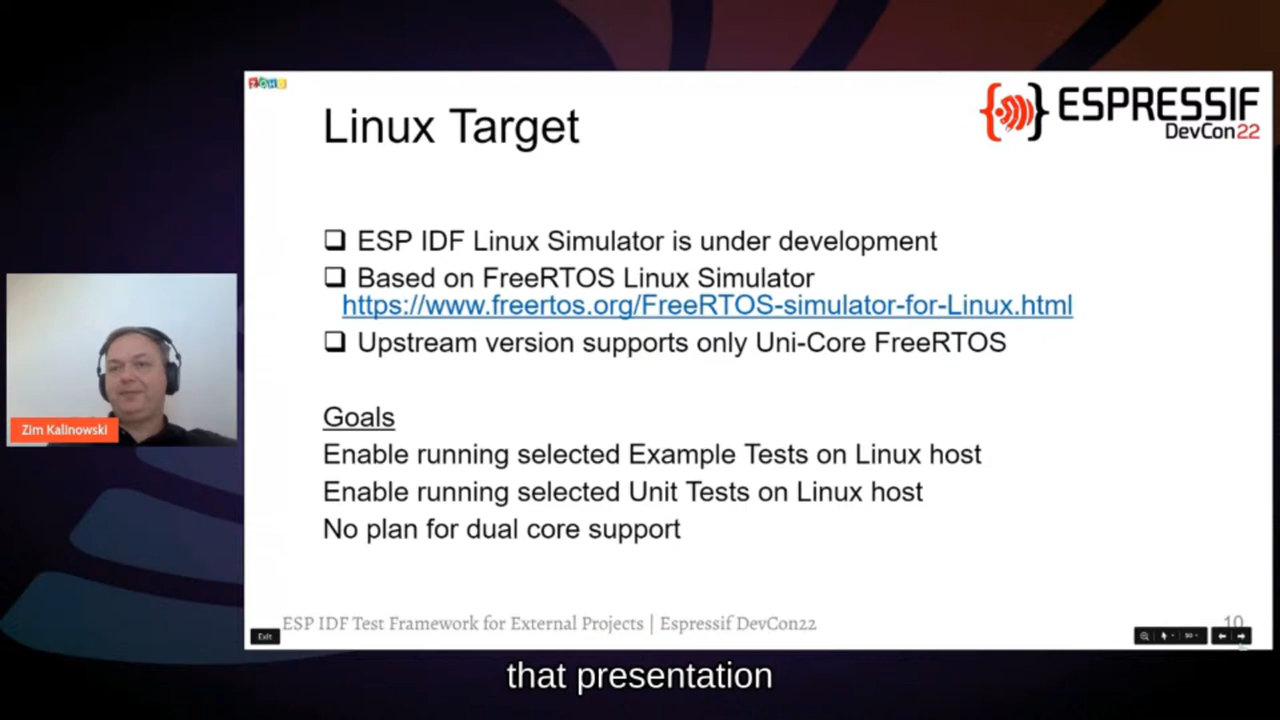 ZOHO
Linux Target
ESPRESSIF
DevCon22
❑ ESP IDF Linux Simulator is under development
❑ Based on FreeRTOS Linux Simulator
https://www.freertos.org/FreeRTOS-simulator-for-Linux.html
❑ Upstream version supports only Uni-Core FreeRTOS
Goals
Enable running selected Example Tests on Linux host
Enable running selected Unit Tests on Linux host
No plan for dual core support
Zim Kalinowski
ESP IDF Test Framework for External Projects | Espressif DevCon22
10
Exit
that presentation